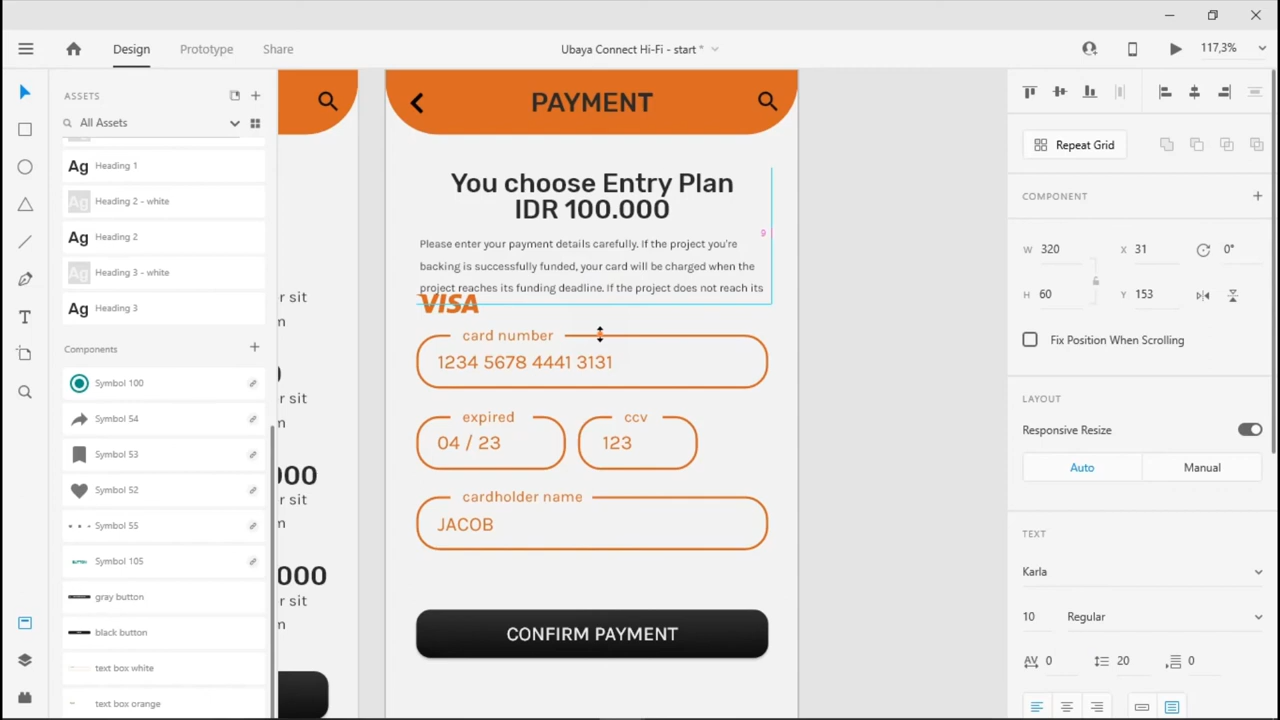 Design
Prototype
Share
Ubaya Connect Hi-Fi - start *
117,3%
ASSETS
All Assets
Ag Heading 1
Ag Heading 2 - white
Ag Heading 2
Ag Heading 3 - white
Ag Heading 3
Components
Symbol 100
Symbol 54
Symbol 53
Symbol 52
Symbol 55
Symbol 105
gray button
black button
text box white
text box orange
r sit
m
)
r sit
m
000
r sit
m
000
r sit
m
PAYMENT
You choose Entry Plan
IDR 100.000
Please enter your payment details carefully. If the project you're
backing is successfully funded, your card will be charged when the
project reaches its funding deadline. If the project does not reach its
9
VISA
card number
1234 5678 4441 3131
expired
04 / 23
ccv
123
cardholder name
JACOB
CONFIRM PAYMENT
Repeat Grid
COMPONENT
W 320 X 31 0°
H 60 Y 153
Fix Position When Scrolling
LAYOUT
Responsive Resize
Auto
Manual
TEXT
Karla
10 Regular
AV 0 20 0